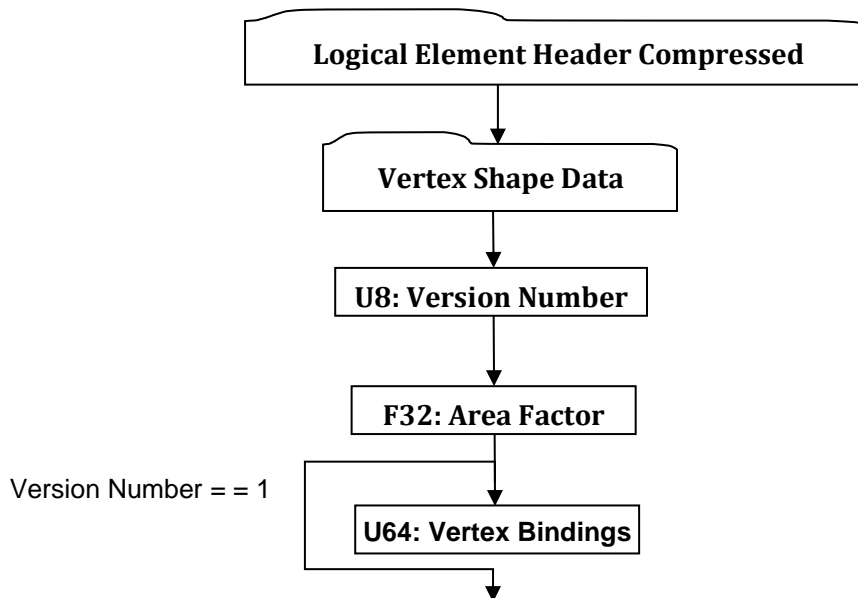 Logical Element Header Compressed
Vertex Shape Data
U8: Version Number
F32: Area Factor
Version Number = = 1
U64: Vertex Bindings